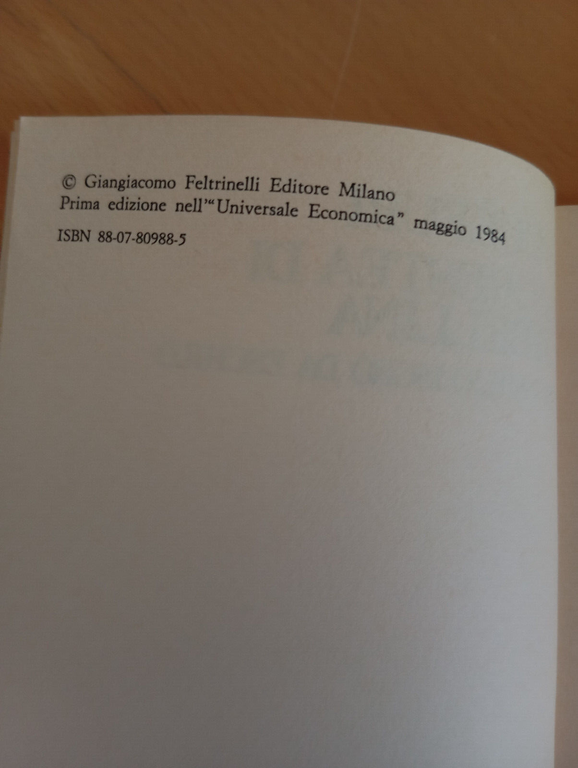 © Giangiacomo Feltrinelli Editore Milano
Prima edizione nell'“Universale Economica” maggio 1984
ISBN 88-07-80988-5